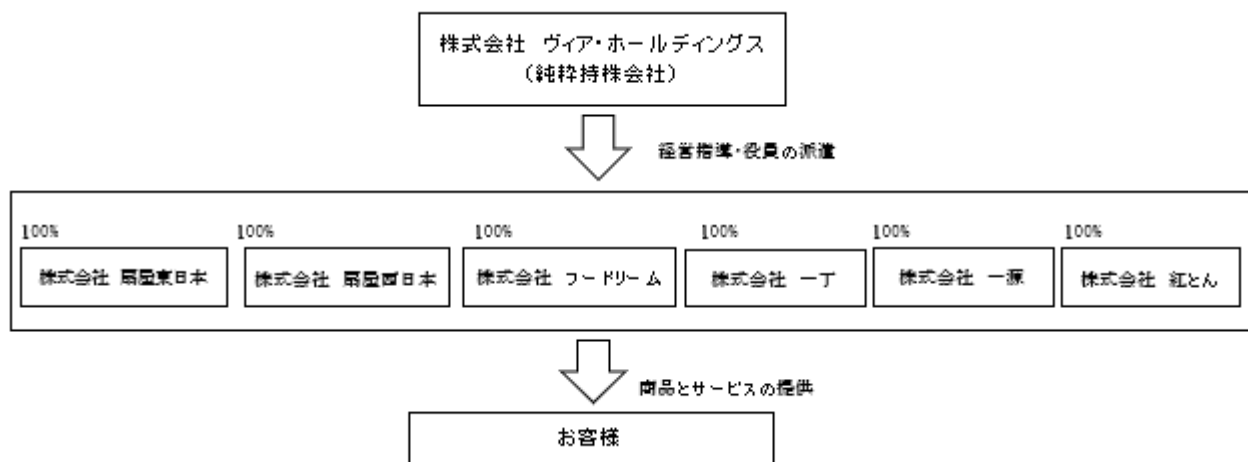 株式会社 ヴィア・ホールディングス
（純粋持株会社）
経営指導・役員の派遣
100%
100%
100%
100%
100%
100%
株式会社 扇屋東日本
株式会社 扇屋西日本
株式会社 フードリーム
株式会社 一丁
株式会社 一源
株式会社 紅とん
商品とサービスの提供
お客様